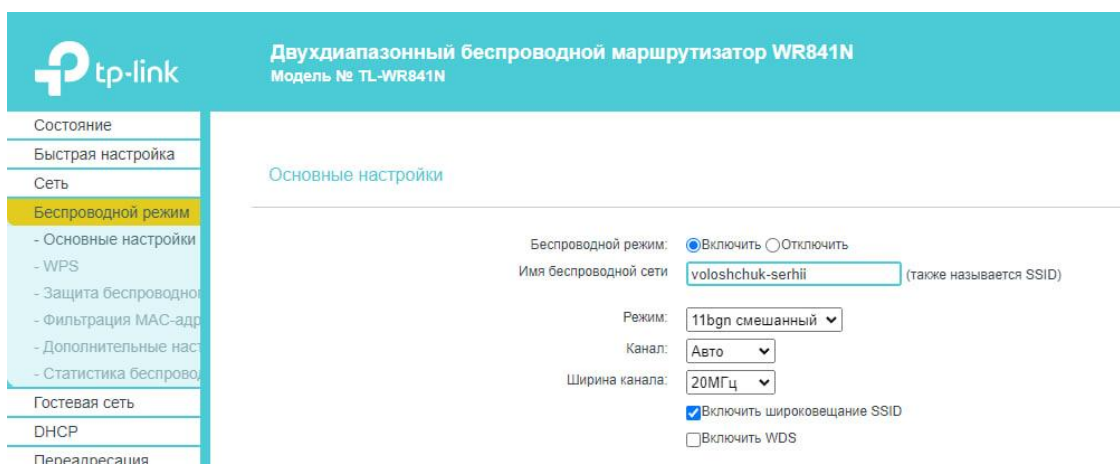 tp-link
Двухдиапазонный беспроводной маршрутизатор WR841N
Модель № TL-WR841N
Состояние
Быстрая настройка
Сеть
Беспроводной режим
- Основные настройки
- WPS
- Защита беспроводно
- Фильтрация MAC-адр
- Дополнительные наст
- Статистика беспровод
Гостевая сеть
DHCP
Переадресация
Основные настройки
Беспроводной режим: Включить Отключить
Имя беспроводной сети voloshchuk-serhii (также называется SSID)
Режим: 11bgn смешанный
Канал: Авто
Ширина канала: 20МГц
Включить широковещание SSID
Включить WDS